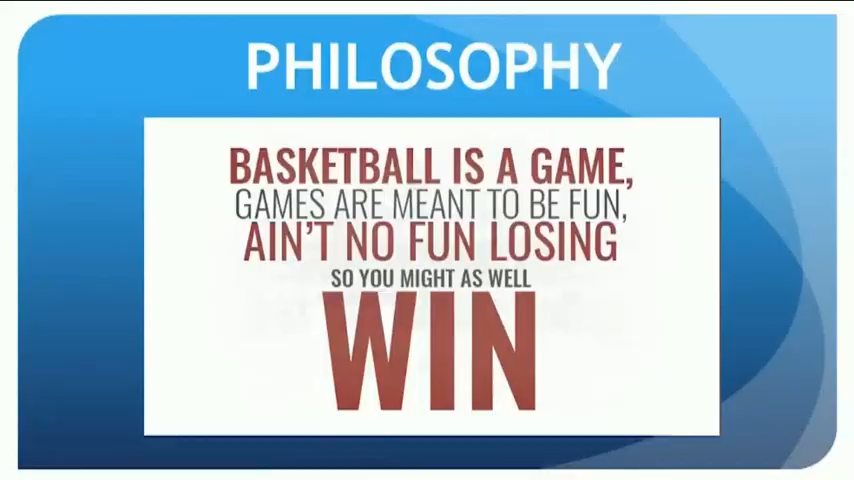 PHILOSOPHY
BASKETBALL IS A GAME,
GAMES ARE MEANT TO BE FUN,
AIN'T NO FUN LOSING
SO YOU MIGHT AS WELL
WIN